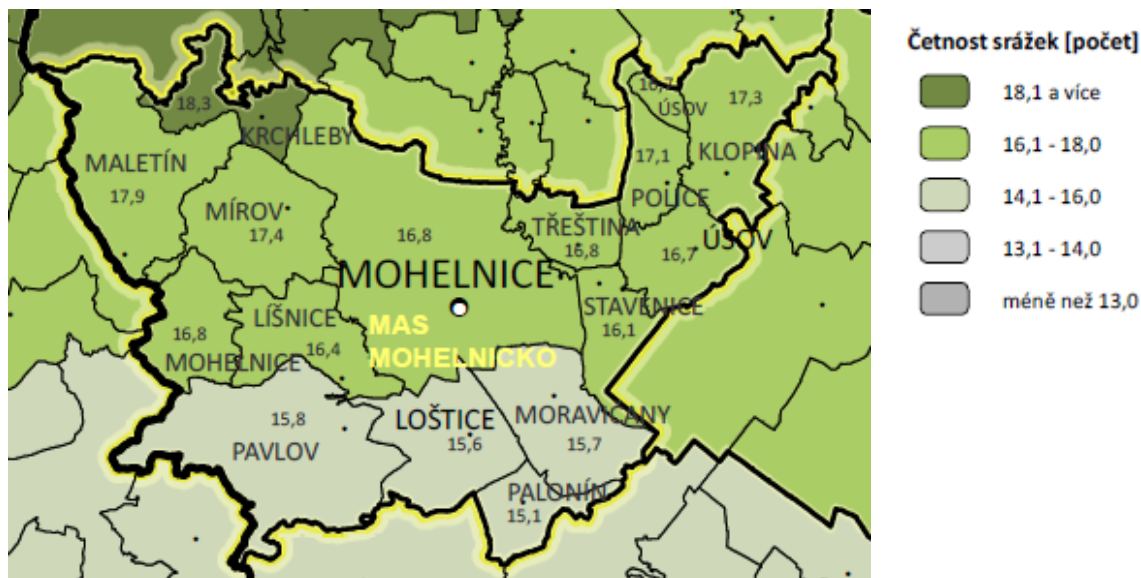 Četnost srážek [počet]
18,1 a více
16,1 - 18,0
14,1 - 16,0
13,1 - 14,0
méně než 13,0
18,3
KRCHLEBY
16,7
ÚSOV
17,3
MALETÍN
17,9
17,1
KLOPINA
MÍROV
17,4
POLICE
16,8
TŘEŠTINA
16,8
ÚSOV
16,7
MOHELNICE
STAVENICE
16,1
LÍŠNICE
16,4
16,8
MOHELNICE
MAS
MOHELNICKO
15,8
PAVLOV
LOŠTICE
15,6
MORAVIČANY
15,7
PALONÍN
15,1